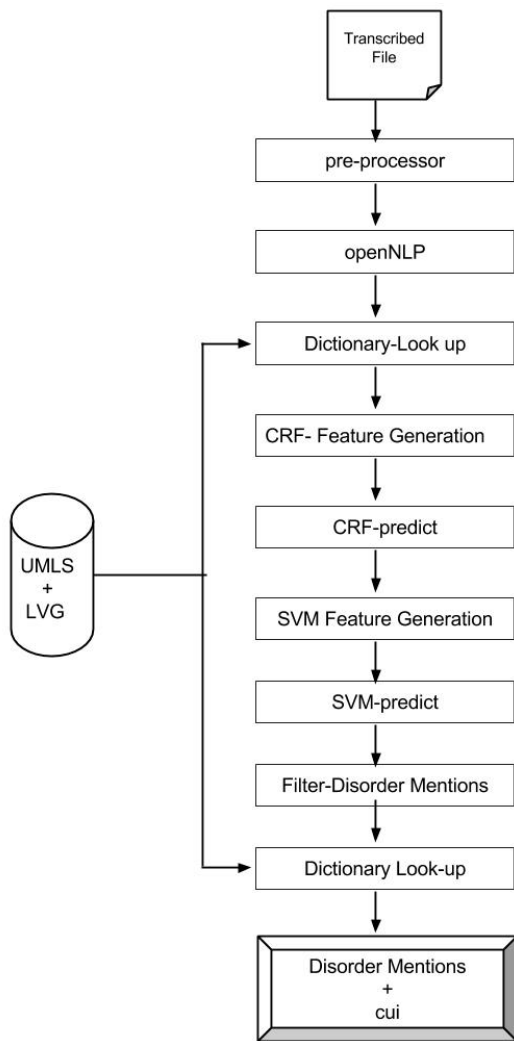 Transcribed
File
pre-processor
openNLP
Dictionary-Look up
CRF- Feature Generation
CRF-predict
UMLS
+
LVG
SVM Feature Generation
SVM-predict
Filter-Disorder Mentions
Dictionary Look-up
Disorder Mentions
+
cui